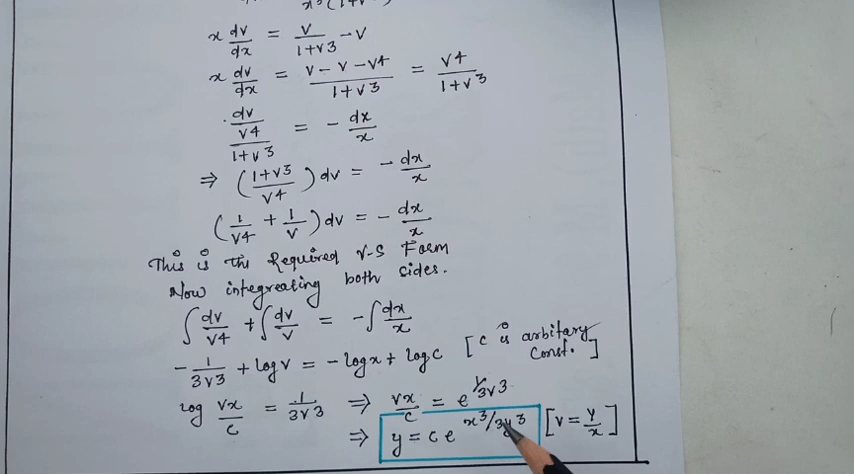 x dv/dx = v/(1+v3) - v
x dv/dx = (v - v - v4)/(1+v3) = v4/(1+v3)
dv/(v4/(1+v3)) = - dx/x
⇒ ((1+v3)/v4) dv = - dx/x
(1/v4 + 1/v) dv = - dx/x
This is the Required V-S Form
Now integreating both sides.
∫ dv/v4 + ∫ dv/v = - ∫ dx/x
- 1/3v3 + log v = - log x + log c [c is arbitary const.]
log vx/c = 1/3v3 ⇒ vx/c = e^(1/3v3)
⇒ y = c e^(x3/3y3) [v = y/x]